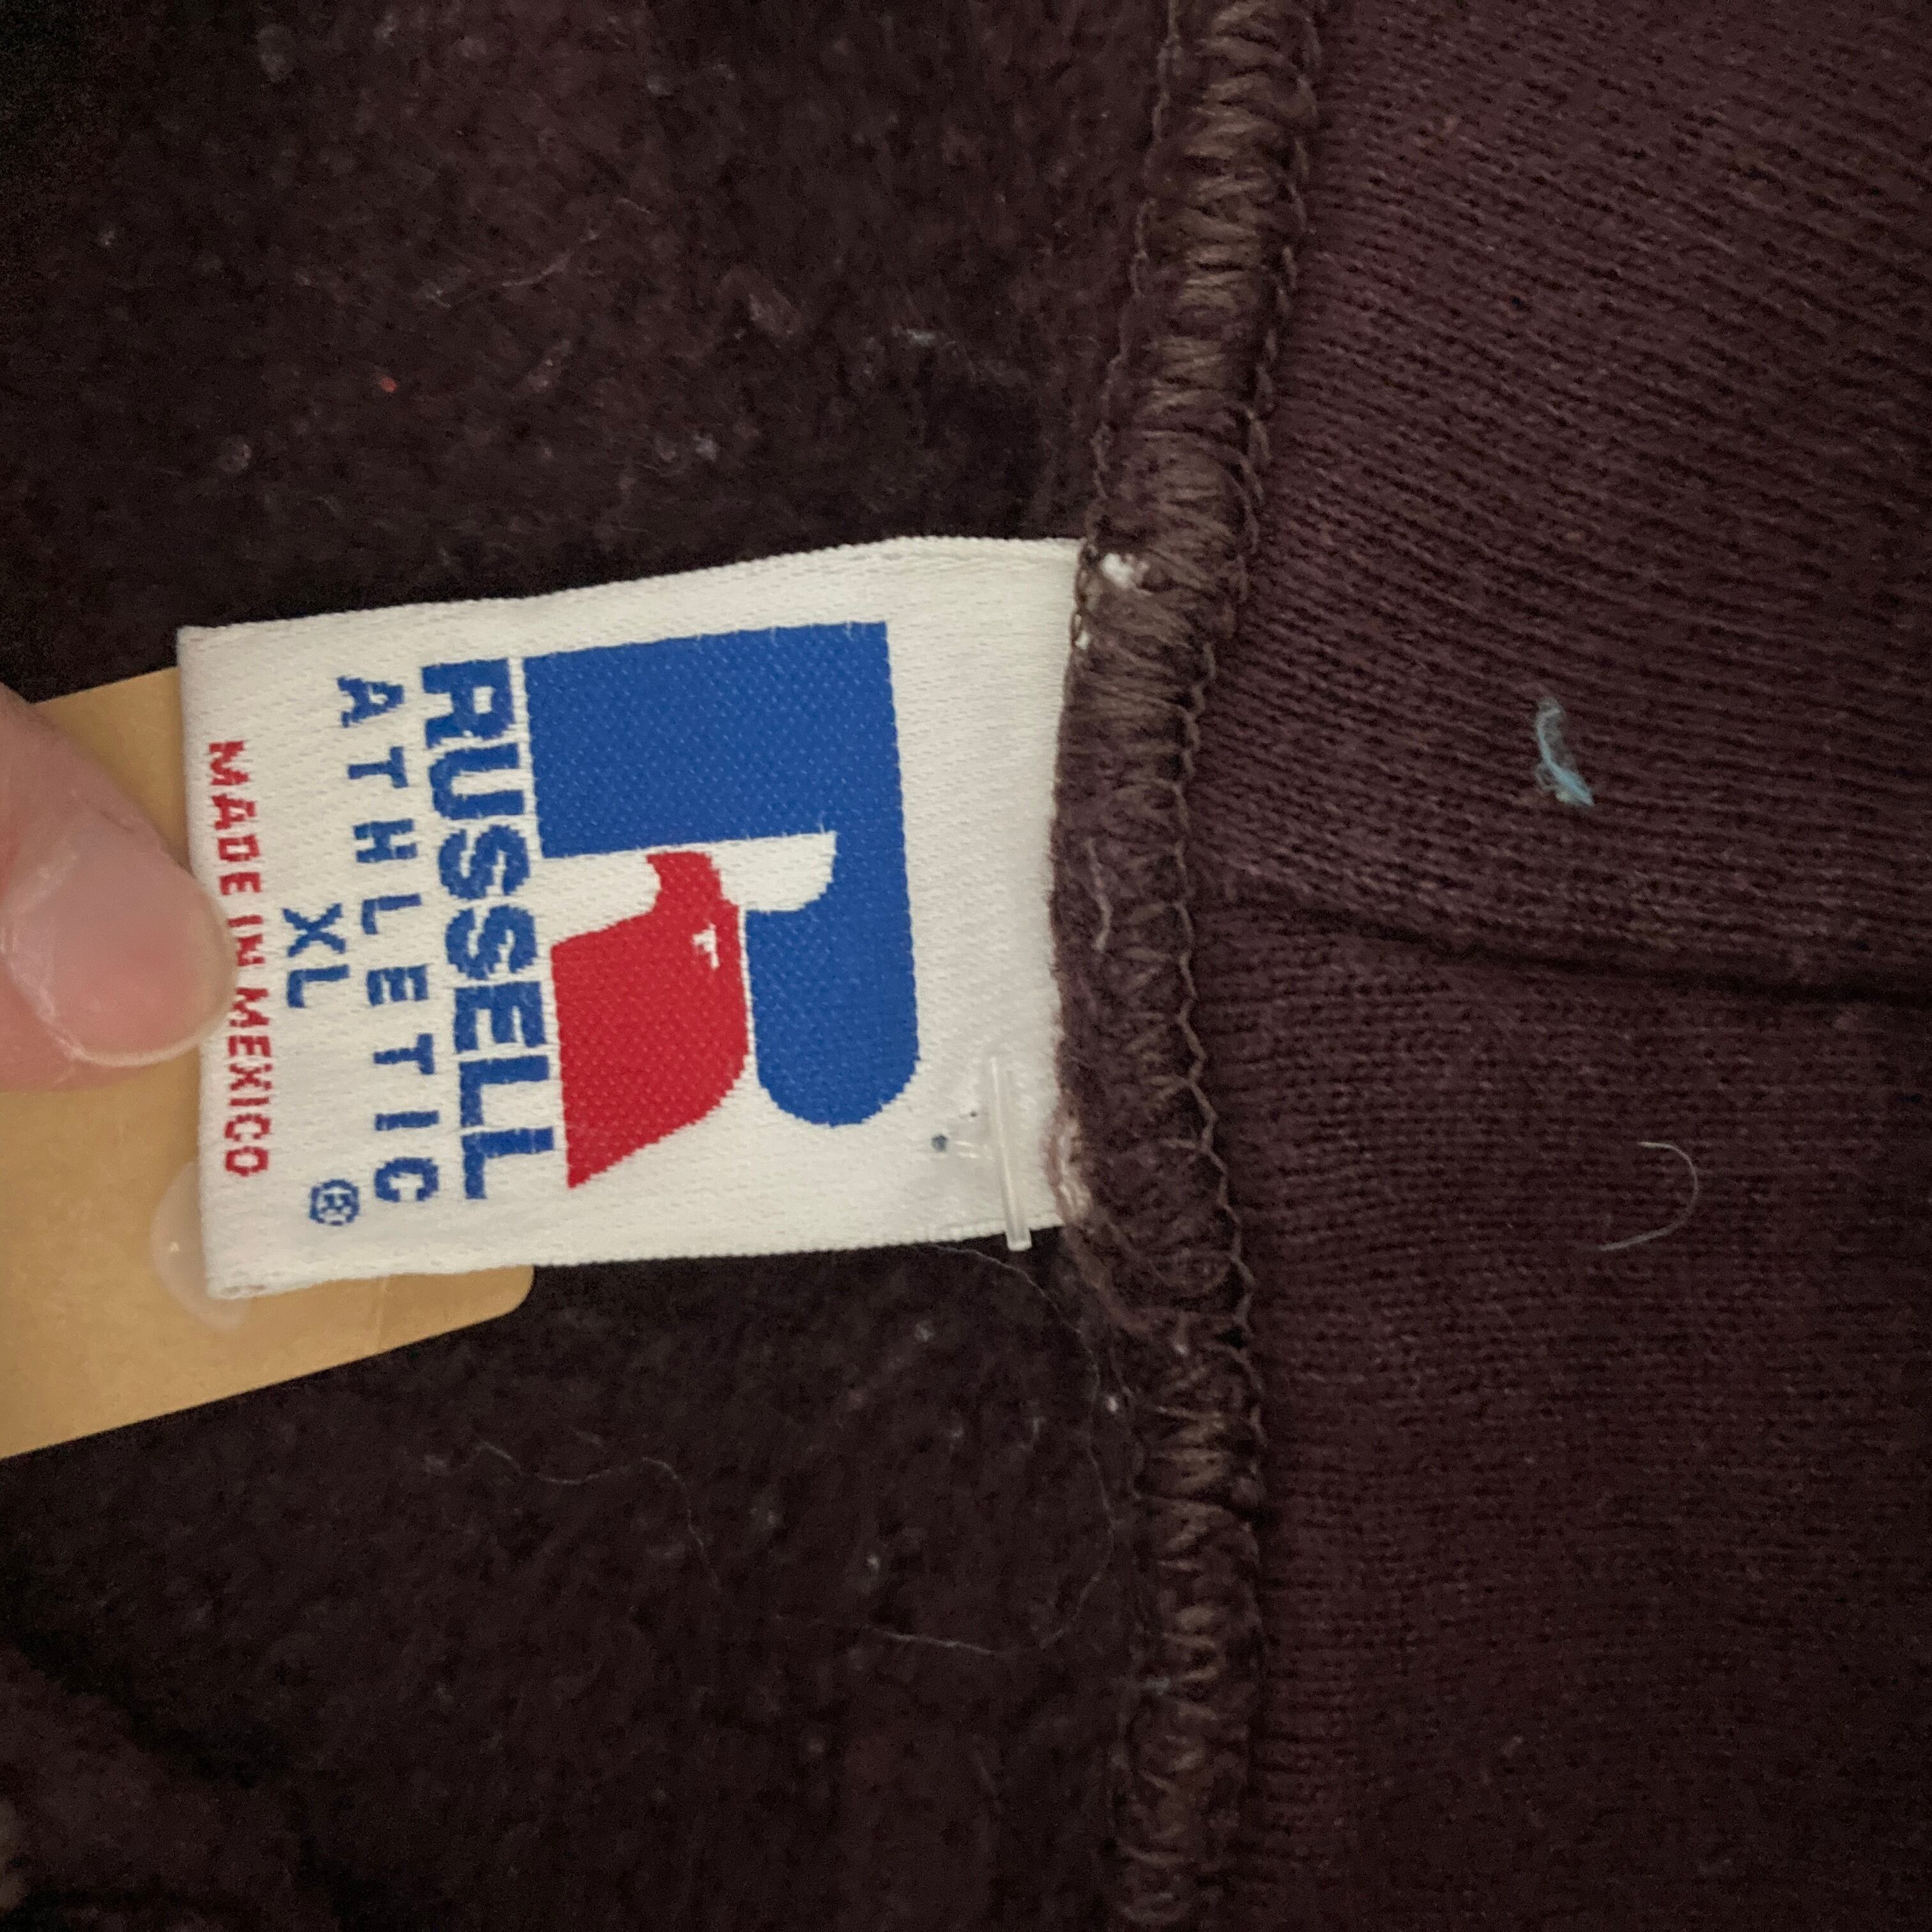 RUSSELL
ATHLETIC ®
XL
MADE IN MEXICO